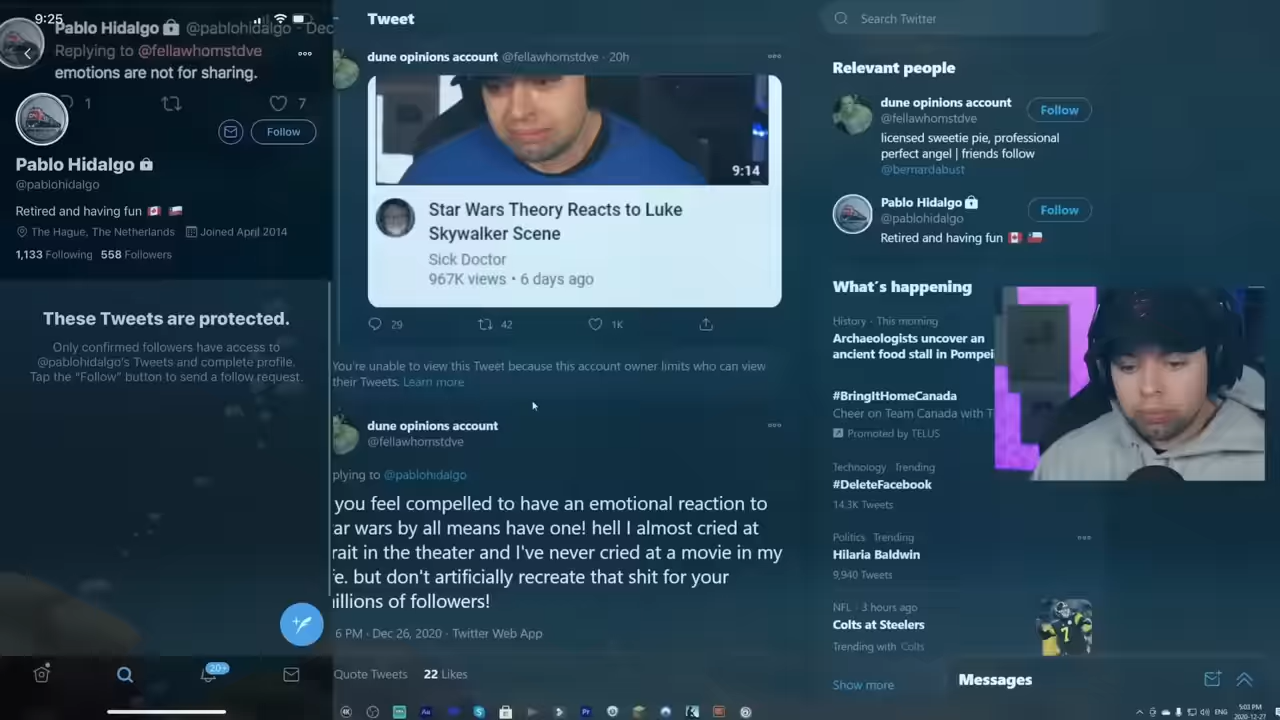 9:25
Pablo Hidalgo @pablohidalgo · Dec
Replying to @fellawhomstdve
emotions are not for sharing.
1
7
Follow
Pablo Hidalgo
@pablohidalgo
Retired and having fun
The Hague, The Netherlands Joined April 2014
1,133 Following 558 Followers
These Tweets are protected.
Only confirmed followers have access to
@pablohidalgo's Tweets and complete profile.
Tap the "Follow" button to send a follow request.
20+
Tweet
dune opinions account @fellawhomstdve · 20h
9:14
Star Wars Theory Reacts to Luke
Skywalker Scene
Sick Doctor
967K views • 6 days ago
29 42 1K
You're unable to view this Tweet because this account owner limits who can view
their Tweets. Learn more
dune opinions account
@fellawhomstdve
plying to @pablohidalgo
you feel compelled to have an emotional reaction to
ar wars by all means have one! hell I almost cried at
rait in the theater and I've never cried at a movie in my
fe. but don't artificially recreate that shit for your
illions of followers!
6 PM · Dec 26, 2020 · Twitter Web App
Quote Tweets 22 Likes
Search Twitter
Relevant people
dune opinions account
@fellawhomstdve
Follow
licensed sweetie pie, professional
perfect angel | friends follow
@bernardabust
Pablo Hidalgo
@pablohidalgo
Follow
Retired and having fun
What's happening
History · This morning
Archaeologists uncover an
ancient food stall in Pompei
#BringItHomeCanada
Cheer on Team Canada with T
Promoted by TELUS
Technology · Trending
#DeleteFacebook
14.3K Tweets
Politics · Trending
Hilaria Baldwin
9,940 Tweets
NFL · 3 hours ago
Colts at Steelers
Trending with Colts
Show more
Messages
ENG
5:03 PM
2020-12-27